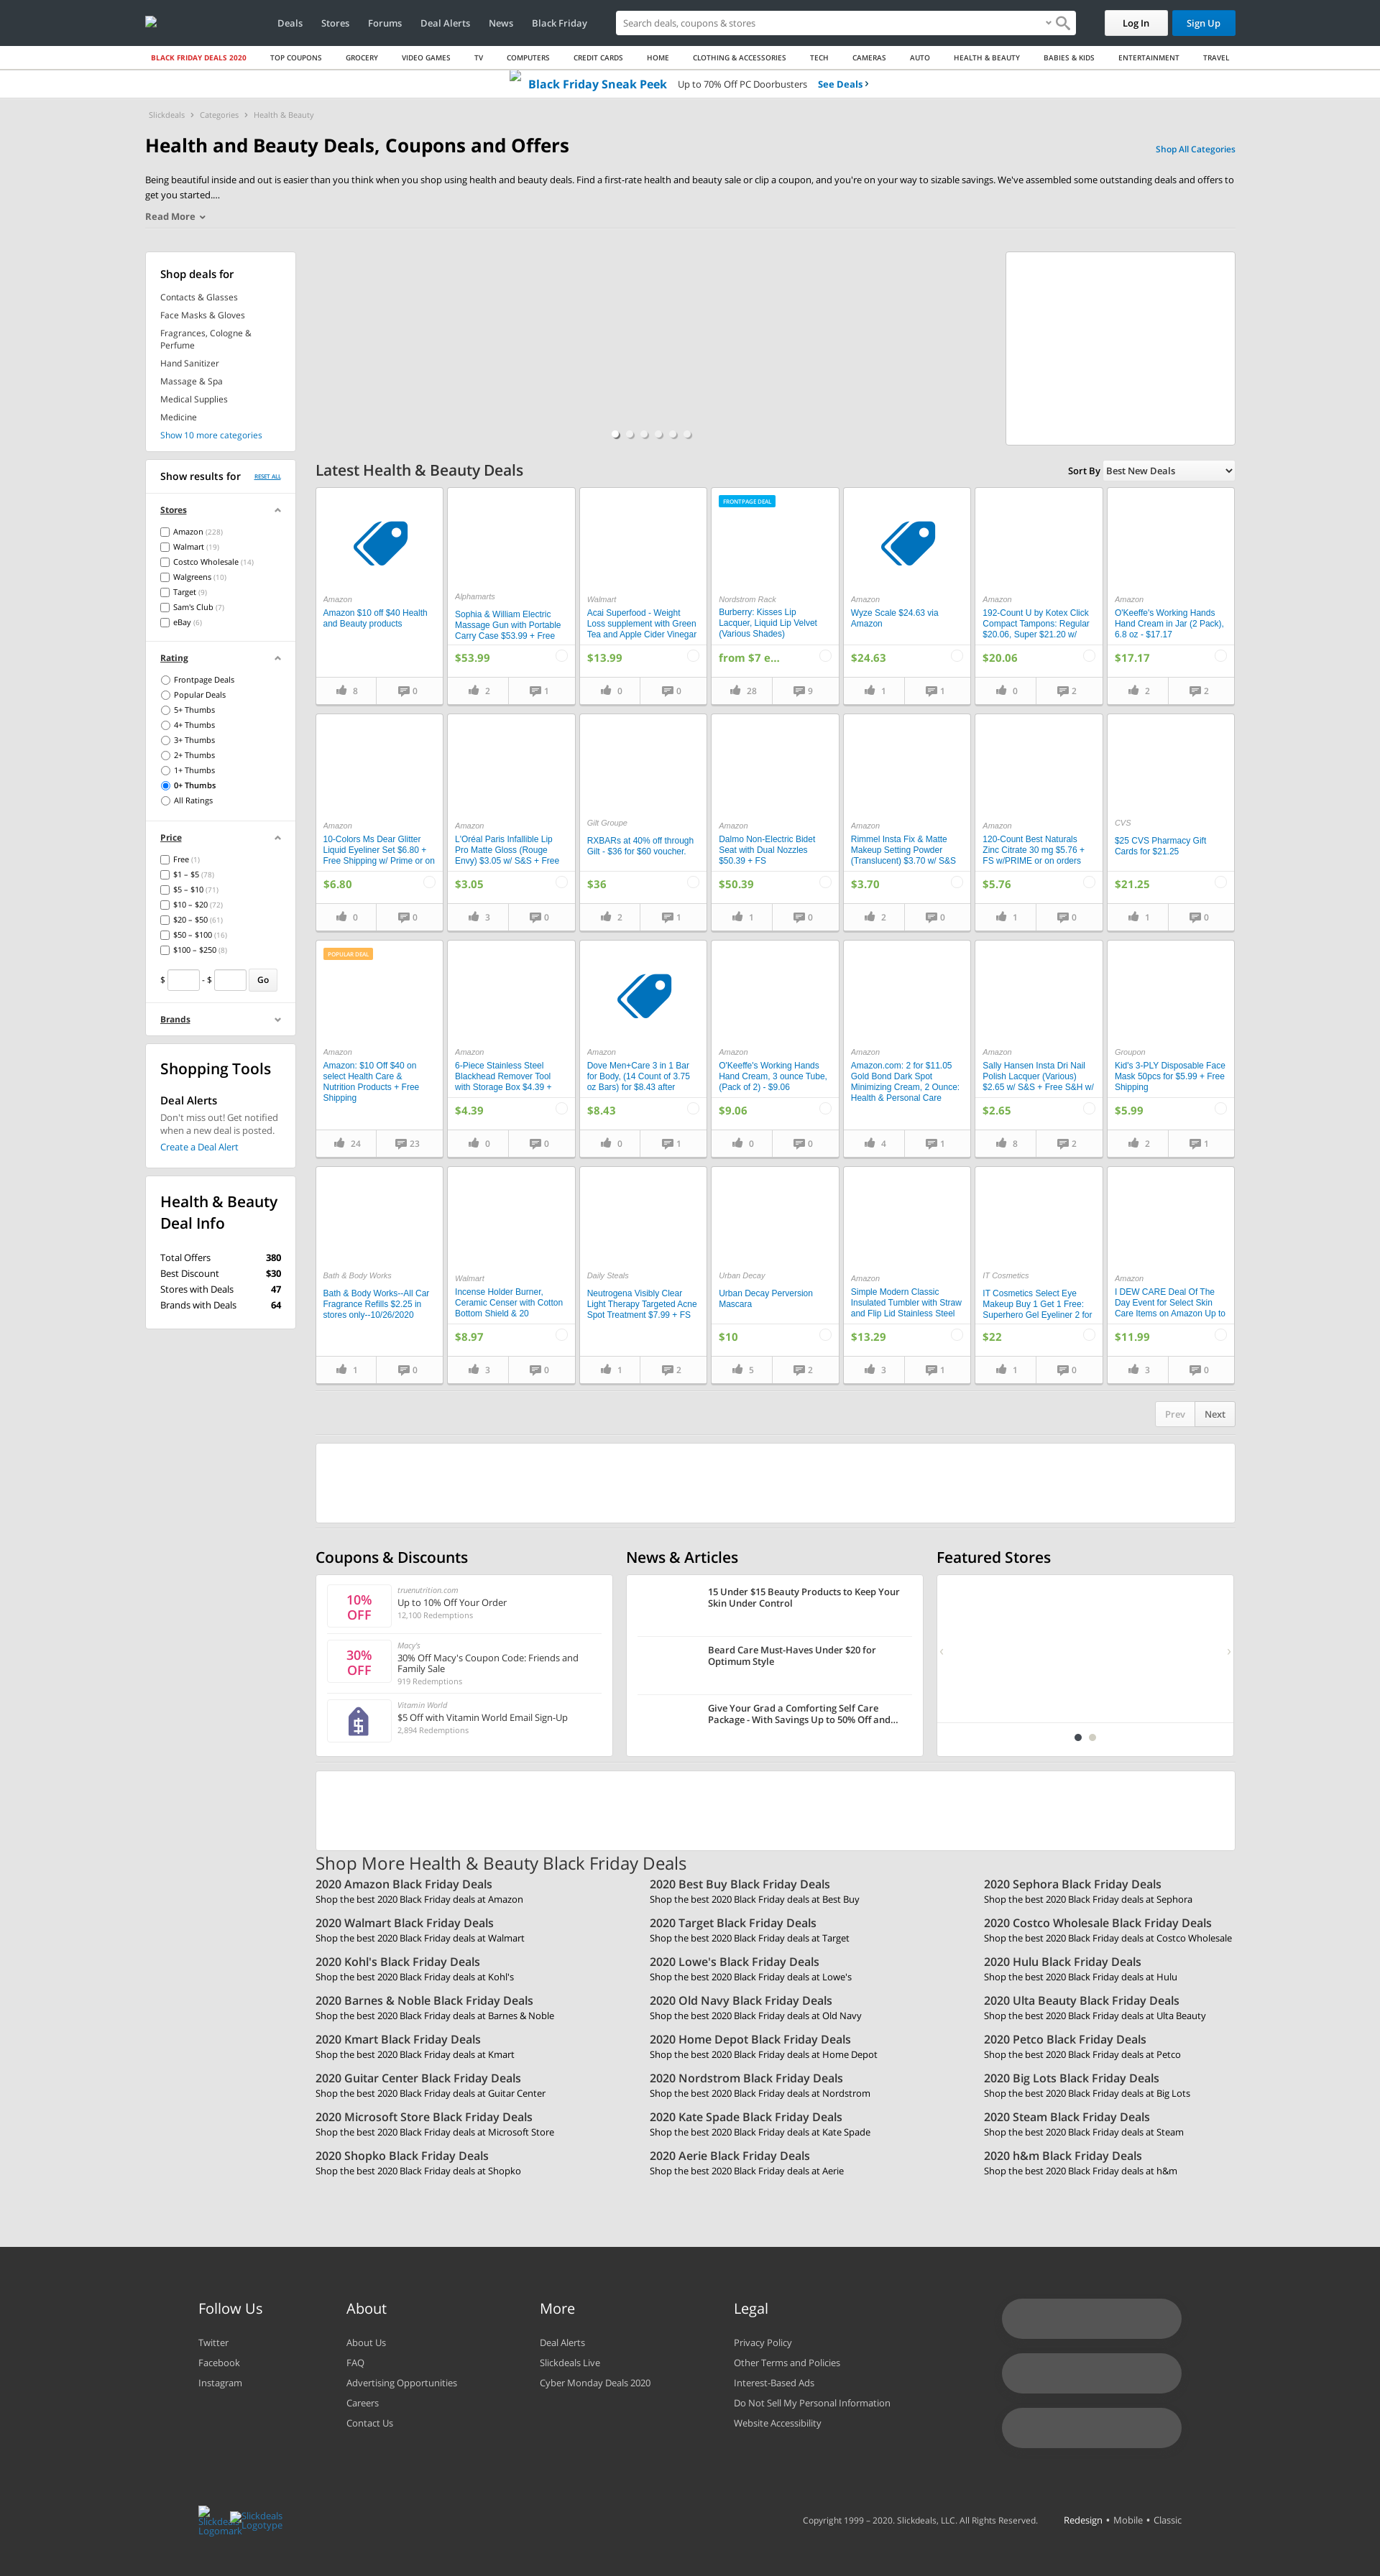 Deals Stores Forums Deal Alerts News Black Friday Search deals, coupons & stores Log In Sign Up
BLACK FRIDAY DEALS 2020 TOP COUPONS GROCERY VIDEO GAMES TV COMPUTERS CREDIT CARDS HOME CLOTHING & ACCESSORIES TECH CAMERAS AUTO HEALTH & BEAUTY BABIES & KIDS ENTERTAINMENT TRAVEL
Black Friday Sneak Peek Up to 70% Off PC Doorbusters See Deals ›
Slickdeals › Categories › Health & Beauty
Health and Beauty Deals, Coupons and Offers
Shop All Categories
Being beautiful inside and out is easier than you think when you shop using health and beauty deals. Find a first-rate health and beauty sale or clip a coupon, and you're on your way to sizable savings. We've assembled some outstanding deals and offers to
get you started....
Read More
Shop deals for
Contacts & Glasses
Face Masks & Gloves
Fragrances, Cologne &
Perfume
Hand Sanitizer
Massage & Spa
Medical Supplies
Medicine
Show 10 more categories
Show results for RESET ALL
Stores
Amazon (228)
Walmart (19)
Costco Wholesale (14)
Walgreens (10)
Target (9)
Sam's Club (7)
eBay (6)
Rating
Frontpage Deals
Popular Deals
5+ Thumbs
4+ Thumbs
3+ Thumbs
2+ Thumbs
1+ Thumbs
0+ Thumbs
All Ratings
Price
Free (1)
$1 – $5 (78)
$5 – $10 (71)
$10 – $20 (72)
$20 – $50 (61)
$50 – $100 (16)
$100 – $250 (8)
$ - $ Go
Brands
Shopping Tools
Deal Alerts
Don't miss out! Get notified
when a new deal is posted.
Create a Deal Alert
Health & Beauty
Deal Info
Total Offers 380
Best Discount $30
Stores with Deals 47
Brands with Deals 64
Latest Health & Beauty Deals
Sort By Best New Deals
Amazon
Amazon $10 off $40 Health
and Beauty products
8 0
Alphamarts
Sophia & William Electric
Massage Gun with Portable
Carry Case $53.99 + Free
$53.99
2 1
Walmart
Acai Superfood - Weight
Loss supplement with Green
Tea and Apple Cider Vinegar
$13.99
0 0
FRONTPAGE DEAL
Nordstrom Rack
Burberry: Kisses Lip
Lacquer, Liquid Lip Velvet
(Various Shades)
from $7 e...
28 9
Amazon
Wyze Scale $24.63 via
Amazon
$24.63
1 1
Amazon
192-Count U by Kotex Click
Compact Tampons: Regular
$20.06, Super $21.20 w/
$20.06
0 2
Amazon
O'Keeffe's Working Hands
Hand Cream in Jar (2 Pack),
6.8 oz - $17.17
$17.17
2 2
Amazon
10-Colors Ms Dear Glitter
Liquid Eyeliner Set $6.80 +
Free Shipping w/ Prime or on
$6.80
0 0
Amazon
L'Oréal Paris Infallible Lip
Pro Matte Gloss (Rouge
Envy) $3.05 w/ S&S + Free
$3.05
3 0
Gilt Groupe
RXBARs at 40% off through
Gilt - $36 for $60 voucher.
$36
2 1
Amazon
Dalmo Non-Electric Bidet
Seat with Dual Nozzles
$50.39 + FS
$50.39
1 0
Amazon
Rimmel Insta Fix & Matte
Makeup Setting Powder
(Translucent) $3.70 w/ S&S
$3.70
2 0
Amazon
120-Count Best Naturals
Zinc Citrate 30 mg $5.76 +
FS w/PRIME or on orders
$5.76
1 0
CVS
$25 CVS Pharmacy Gift
Cards for $21.25
$21.25
1 0
POPULAR DEAL
Amazon
Amazon: $10 Off $40 on
select Health Care &
Nutrition Products + Free
Shipping
24 23
Amazon
6-Piece Stainless Steel
Blackhead Remover Tool
with Storage Box $4.39 +
$4.39
0 0
Amazon
Dove Men+Care 3 in 1 Bar
for Body, (14 Count of 3.75
oz Bars) for $8.43 after
$8.43
0 1
Amazon
O'Keeffe's Working Hands
Hand Cream, 3 ounce Tube,
(Pack of 2) - $9.06
$9.06
0 0
Amazon
Amazon.com: 2 for $11.05
Gold Bond Dark Spot
Minimizing Cream, 2 Ounce:
Health & Personal Care
4 1
Amazon
Sally Hansen Insta Dri Nail
Polish Lacquer (Various)
$2.65 w/ S&S + Free S&H w/
$2.65
8 2
Groupon
Kid's 3-PLY Disposable Face
Mask 50pcs for $5.99 + Free
Shipping
$5.99
2 1
Bath & Body Works
Bath & Body Works--All Car
Fragrance Refills $2.25 in
stores only--10/26/2020
1 0
Walmart
Incense Holder Burner,
Ceramic Censer with Cotton
Bottom Shield & 20
$8.97
3 0
Daily Steals
Neutrogena Visibly Clear
Light Therapy Targeted Acne
Spot Treatment $7.99 + FS
1 2
Urban Decay
Urban Decay Perversion
Mascara
$10
5 2
Amazon
Simple Modern Classic
Insulated Tumbler with Straw
and Flip Lid Stainless Steel
$13.29
3 1
IT Cosmetics
IT Cosmetics Select Eye
Makeup Buy 1 Get 1 Free:
Superhero Gel Eyeliner 2 for
$22
1 0
Amazon
I DEW CARE Deal Of The
Day Event for Select Skin
Care Items on Amazon Up to
$11.99
3 0
Prev Next
Coupons & Discounts
10%
OFF
truenutrition.com
Up to 10% Off Your Order
12,100 Redemptions
30%
OFF
Macy's
30% Off Macy's Coupon Code: Friends and
Family Sale
919 Redemptions
Vitamin World
$5 Off with Vitamin World Email Sign-Up
2,894 Redemptions
News & Articles
15 Under $15 Beauty Products to Keep Your
Skin Under Control
Beard Care Must-Haves Under $20 for
Optimum Style
Give Your Grad a Comforting Self Care
Package - With Savings Up to 50% Off and...
Featured Stores
Shop More Health & Beauty Black Friday Deals
2020 Amazon Black Friday Deals
Shop the best 2020 Black Friday deals at Amazon
2020 Best Buy Black Friday Deals
Shop the best 2020 Black Friday deals at Best Buy
2020 Sephora Black Friday Deals
Shop the best 2020 Black Friday deals at Sephora
2020 Walmart Black Friday Deals
Shop the best 2020 Black Friday deals at Walmart
2020 Target Black Friday Deals
Shop the best 2020 Black Friday deals at Target
2020 Costco Wholesale Black Friday Deals
Shop the best 2020 Black Friday deals at Costco Wholesale
2020 Kohl's Black Friday Deals
Shop the best 2020 Black Friday deals at Kohl's
2020 Lowe's Black Friday Deals
Shop the best 2020 Black Friday deals at Lowe's
2020 Hulu Black Friday Deals
Shop the best 2020 Black Friday deals at Hulu
2020 Barnes & Noble Black Friday Deals
Shop the best 2020 Black Friday deals at Barnes & Noble
2020 Old Navy Black Friday Deals
Shop the best 2020 Black Friday deals at Old Navy
2020 Ulta Beauty Black Friday Deals
Shop the best 2020 Black Friday deals at Ulta Beauty
2020 Kmart Black Friday Deals
Shop the best 2020 Black Friday deals at Kmart
2020 Home Depot Black Friday Deals
Shop the best 2020 Black Friday deals at Home Depot
2020 Petco Black Friday Deals
Shop the best 2020 Black Friday deals at Petco
2020 Guitar Center Black Friday Deals
Shop the best 2020 Black Friday deals at Guitar Center
2020 Nordstrom Black Friday Deals
Shop the best 2020 Black Friday deals at Nordstrom
2020 Big Lots Black Friday Deals
Shop the best 2020 Black Friday deals at Big Lots
2020 Microsoft Store Black Friday Deals
Shop the best 2020 Black Friday deals at Microsoft Store
2020 Kate Spade Black Friday Deals
Shop the best 2020 Black Friday deals at Kate Spade
2020 Steam Black Friday Deals
Shop the best 2020 Black Friday deals at Steam
2020 Shopko Black Friday Deals
Shop the best 2020 Black Friday deals at Shopko
2020 Aerie Black Friday Deals
Shop the best 2020 Black Friday deals at Aerie
2020 h&m Black Friday Deals
Shop the best 2020 Black Friday deals at h&m
Follow Us
Twitter
Facebook
Instagram
About
About Us
FAQ
Advertising Opportunities
Careers
Contact Us
More
Deal Alerts
Slickdeals Live
Cyber Monday Deals 2020
Legal
Privacy Policy
Other Terms and Policies
Interest-Based Ads
Do Not Sell My Personal Information
Website Accessibility
Logomark
Slickdeals
Logotype
Copyright 1999 – 2020. Slickdeals, LLC. All Rights Reserved.
Redesign • Mobile • Classic